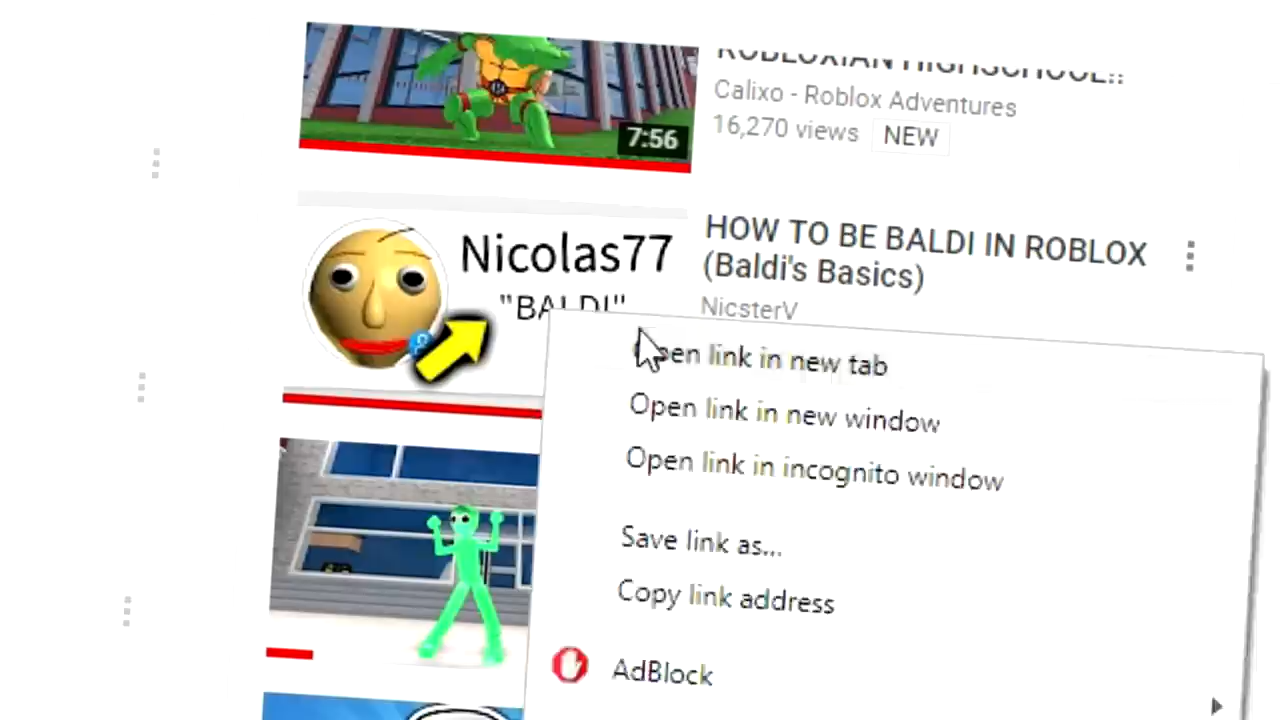 ROBLOXIAN HIGHSCHOOL!!
Calixo - Roblox Adventures
16,270 views NEW
7:56
HOW TO BE BALDI IN ROBLOX
(Baldi's Basics)
NicsterV
Nicolas77
"BALDI"
Open link in new tab
Open link in new window
Open link in incognito window
Save link as...
Copy link address
AdBlock